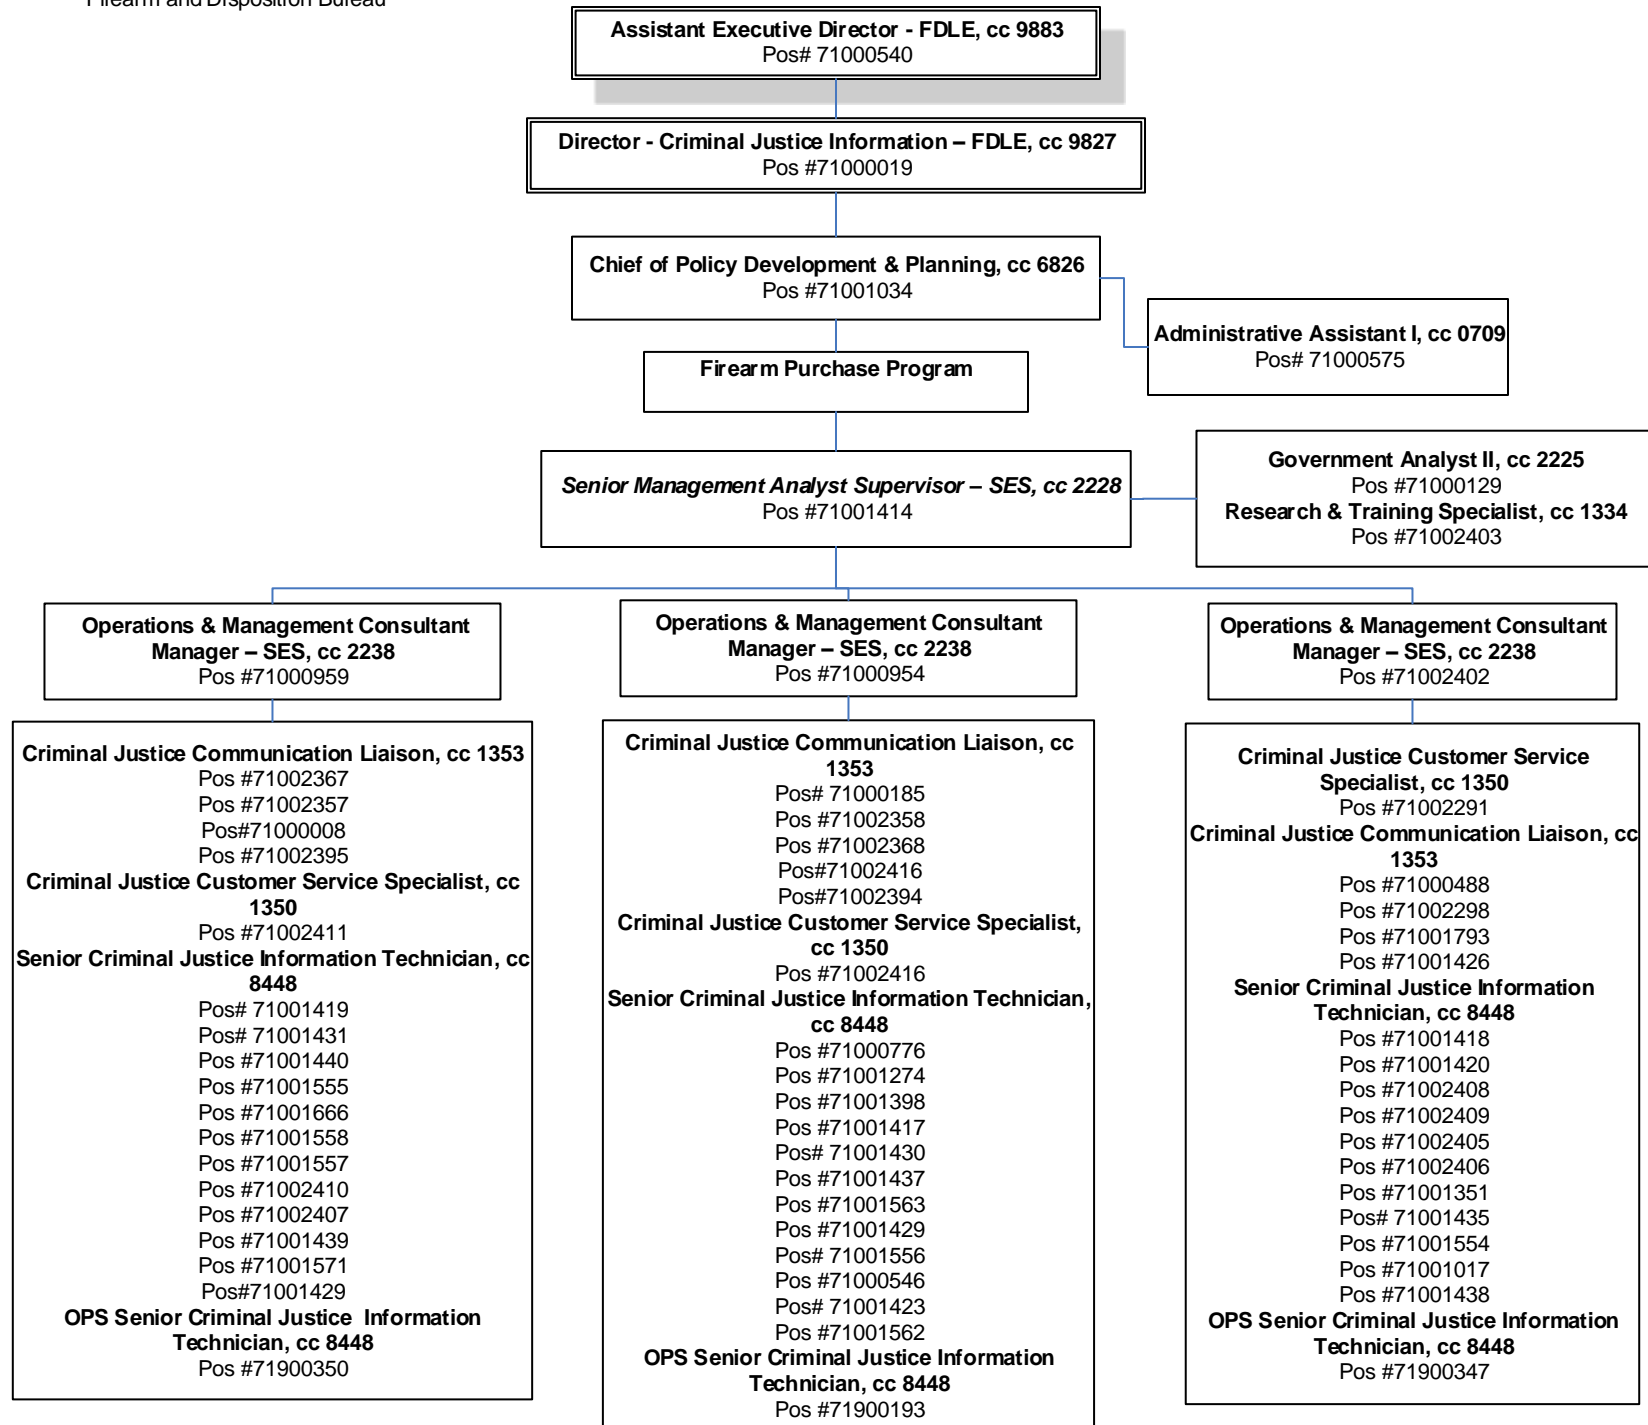 Firearm and Disposition Bureau
Assistant Executive Director - FDLE, cc 9883
Pos# 71000540
Director - Criminal Justice Information – FDLE, cc 9827
Pos #71000019
Chief of Policy Development & Planning, cc 6826
Pos #71001034
Administrative Assistant I, cc 0709
Pos# 71000575
Firearm Purchase Program
Senior Management Analyst Supervisor – SES, cc 2228
Pos #71001414
Government Analyst II, cc 2225
Pos #71000129
Research & Training Specialist, cc 1334
Pos #71002403
Operations & Management Consultant
Manager – SES, cc 2238
Pos #71000959
Operations & Management Consultant
Manager – SES, cc 2238
Pos #71000954
Operations & Management Consultant
Manager – SES, cc 2238
Pos #71002402
Criminal Justice Communication Liaison, cc 1353
Pos #71002367
Pos #71002357
Pos#71000008
Pos #71002395
Criminal Justice Customer Service Specialist, cc
1350
Pos #71002411
Senior Criminal Justice Information Technician, cc
8448
Pos# 71001419
Pos# 71001431
Pos #71001440
Pos #71001555
Pos #71001666
Pos #71001558
Pos #71001557
Pos #71002410
Pos #71002407
Pos #71001439
Pos #71001571
Pos#71001429
OPS Senior Criminal Justice Information
Technician, cc 8448
Pos #71900350
Criminal Justice Communication Liaison, cc
1353
Pos# 71000185
Pos #71002358
Pos #71002368
Pos#71002416
Pos#71002394
Criminal Justice Customer Service Specialist,
cc 1350
Pos #71002416
Senior Criminal Justice Information Technician,
cc 8448
Pos #71000776
Pos #71001274
Pos #71001398
Pos #71001417
Pos# 71001430
Pos #71001437
Pos #71001563
Pos #71001429
Pos# 71001556
Pos #71000546
Pos# 71001423
Pos #71001562
OPS Senior Criminal Justice Information
Technician, cc 8448
Pos #71900193
Criminal Justice Customer Service
Specialist, cc 1350
Pos #71002291
Criminal Justice Communication Liaison, cc
1353
Pos #71000488
Pos #71002298
Pos #71001793
Pos #71001426
Senior Criminal Justice Information
Technician, cc 8448
Pos #71001418
Pos #71001420
Pos #71002408
Pos #71002409
Pos #71002405
Pos #71002406
Pos #71001351
Pos# 71001435
Pos #71001554
Pos #71001017
Pos #71001438
OPS Senior Criminal Justice Information
Technician, cc 8448
Pos #71900347